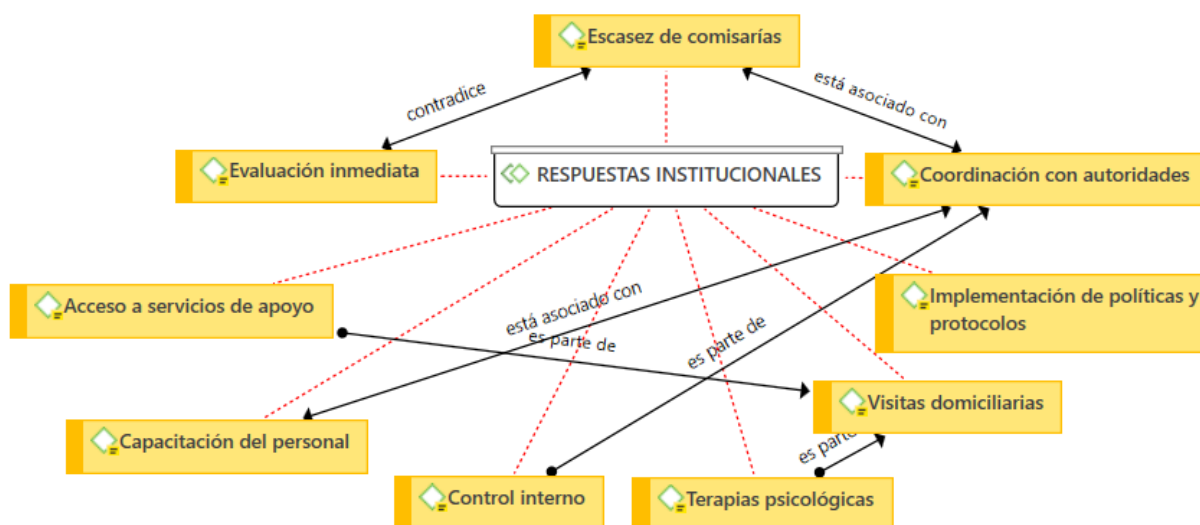 Escasez de comisarías
contradice
está asociado con
Evaluación inmediata
RESPUESTAS INSTITUCIONALES
Coordinación con autoridades
Acceso a servicios de apoyo
está asociado con
es parte de
es parte de
Implementación de políticas y
protocolos
Visitas domiciliarias
Capacitación del personal
es parte
Control interno
Terapias psicológicas